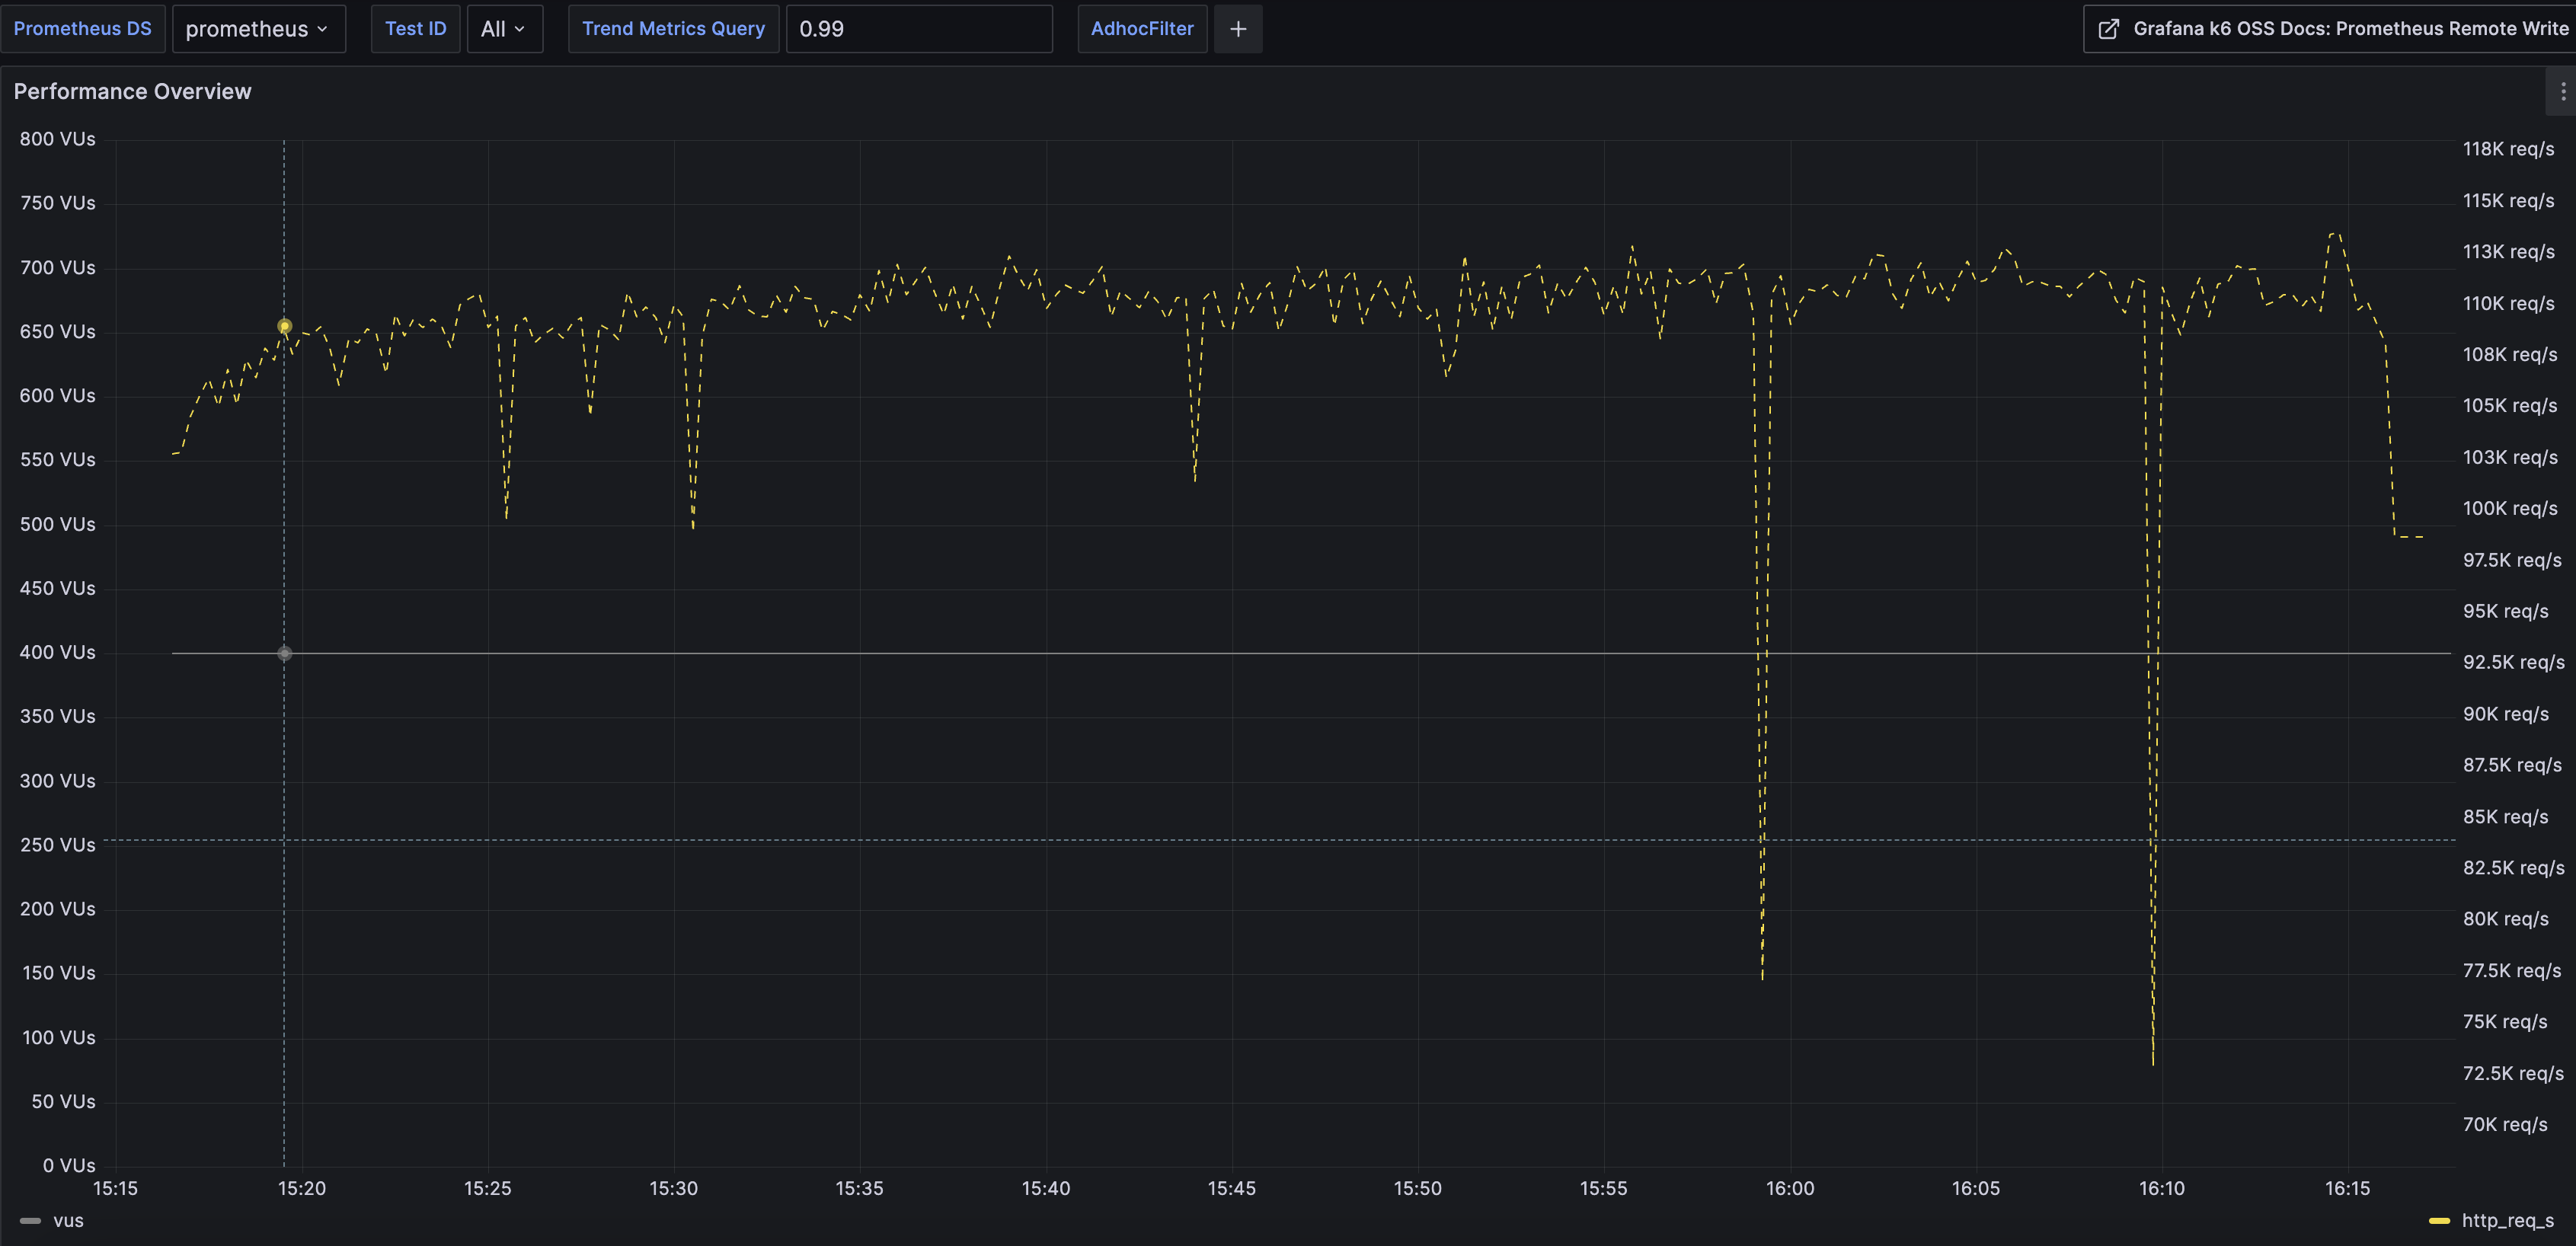 Prometheus DS prometheus Test ID All Trend Metrics Query 0.99 AdhocFilter + Grafana k6 OSS Docs: Prometheus Remote Write
Performance Overview
800 VUs
750 VUs
700 VUs
650 VUs
600 VUs
550 VUs
500 VUs
450 VUs
400 VUs
350 VUs
300 VUs
250 VUs
200 VUs
150 VUs
100 VUs
50 VUs
0 VUs
118K req/s
115K req/s
113K req/s
110K req/s
108K req/s
105K req/s
103K req/s
100K req/s
97.5K req/s
95K req/s
92.5K req/s
90K req/s
87.5K req/s
85K req/s
82.5K req/s
80K req/s
77.5K req/s
75K req/s
72.5K req/s
70K req/s
15:15 15:20 15:25 15:30 15:35 15:40 15:45 15:50 15:55 16:00 16:05 16:10 16:15
vus http_req_s